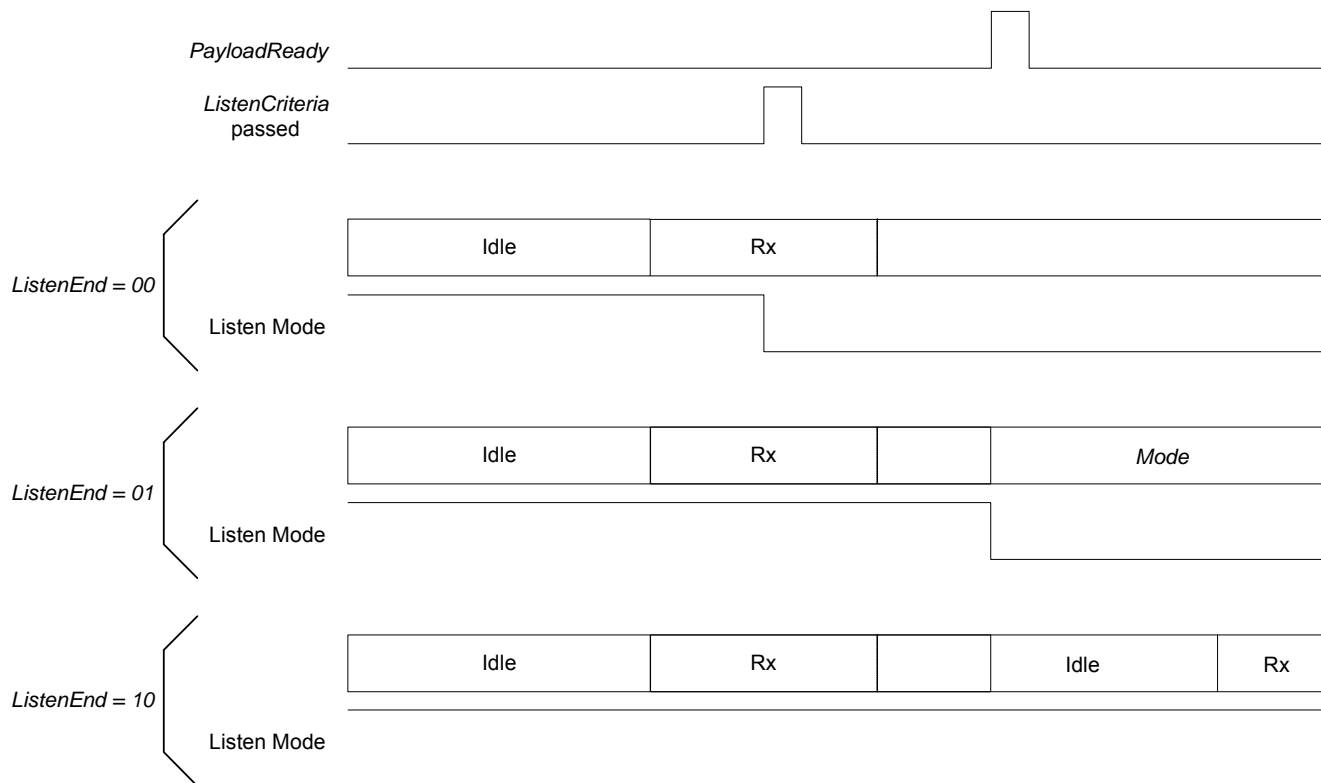 PayloadReady
ListenCriteria
passed
Idle Rx
ListenEnd = 00
Listen Mode
Idle Rx Mode
ListenEnd = 01
Listen Mode
Idle Rx Idle Rx
ListenEnd = 10
Listen Mode